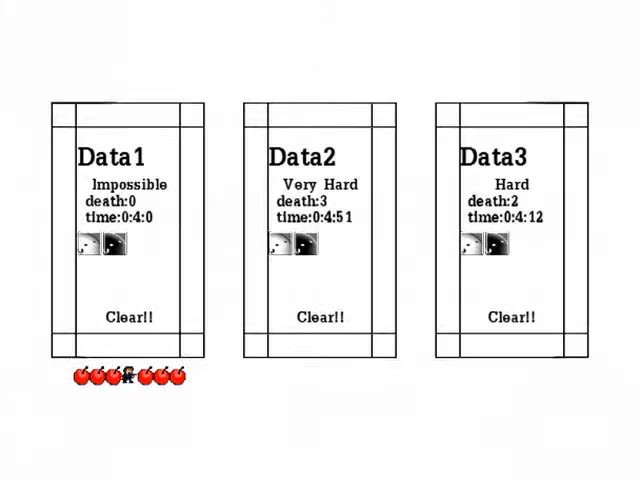 Data1
Impossible
death:0
time:0:4:0
Clear!!
Data2
Very Hard
death:3
time:0:4:51
Clear!!
Data3
Hard
death:2
time:0:4:12
Clear!!